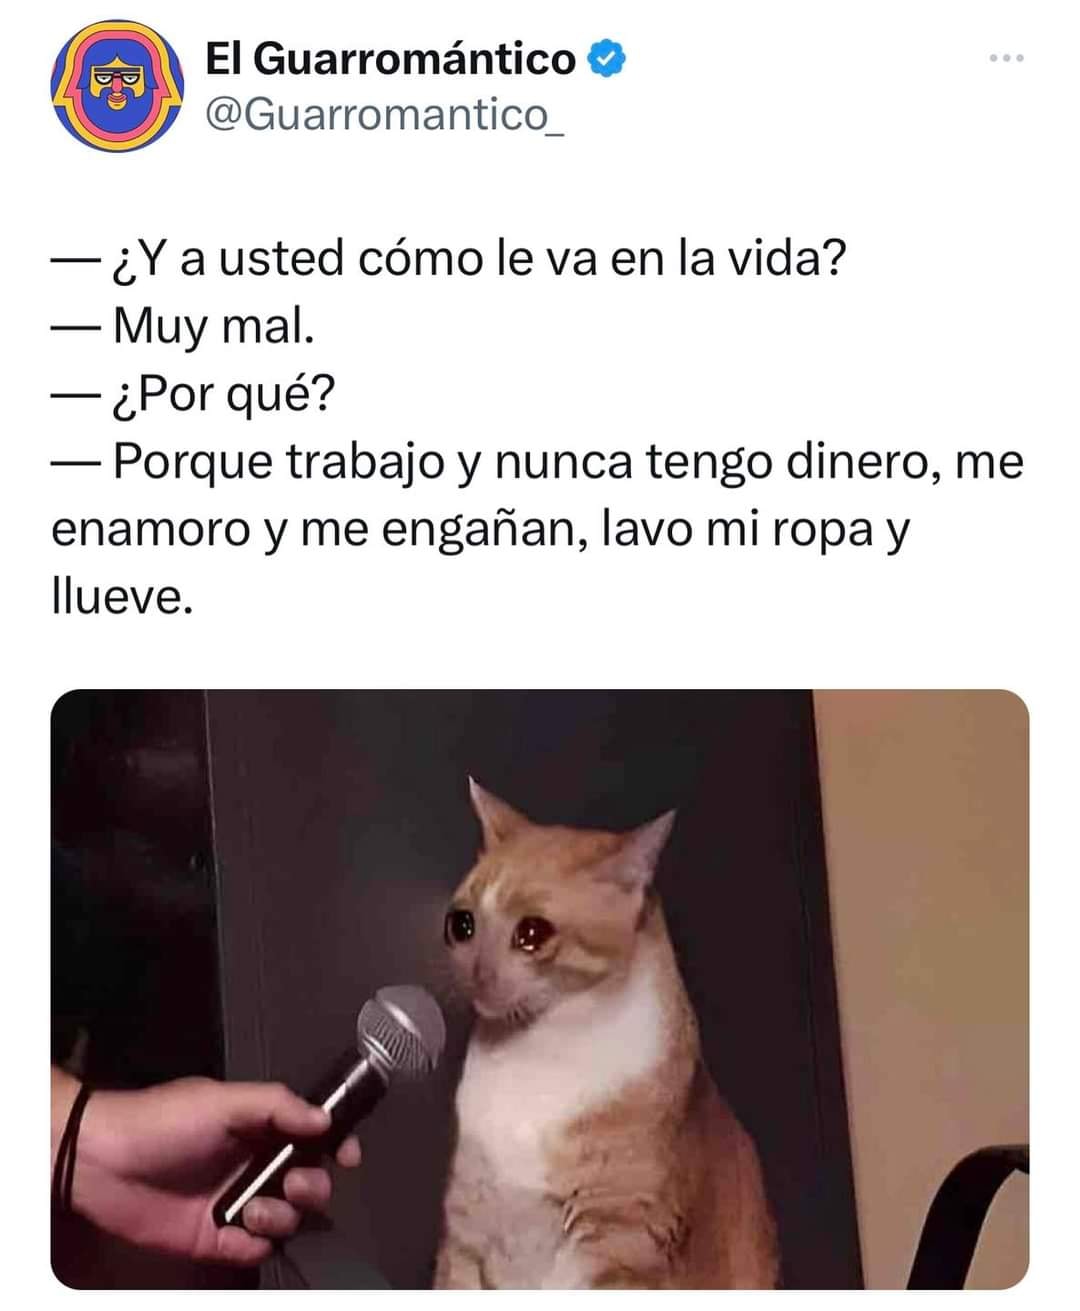 El Guarromántico
@Guarromantico_
— ¿Y a usted cómo le va en la vida?
— Muy mal.
— ¿Por qué?
— Porque trabajo y nunca tengo dinero, me
enamoro y me engañan, lavo mi ropa y
llueve.